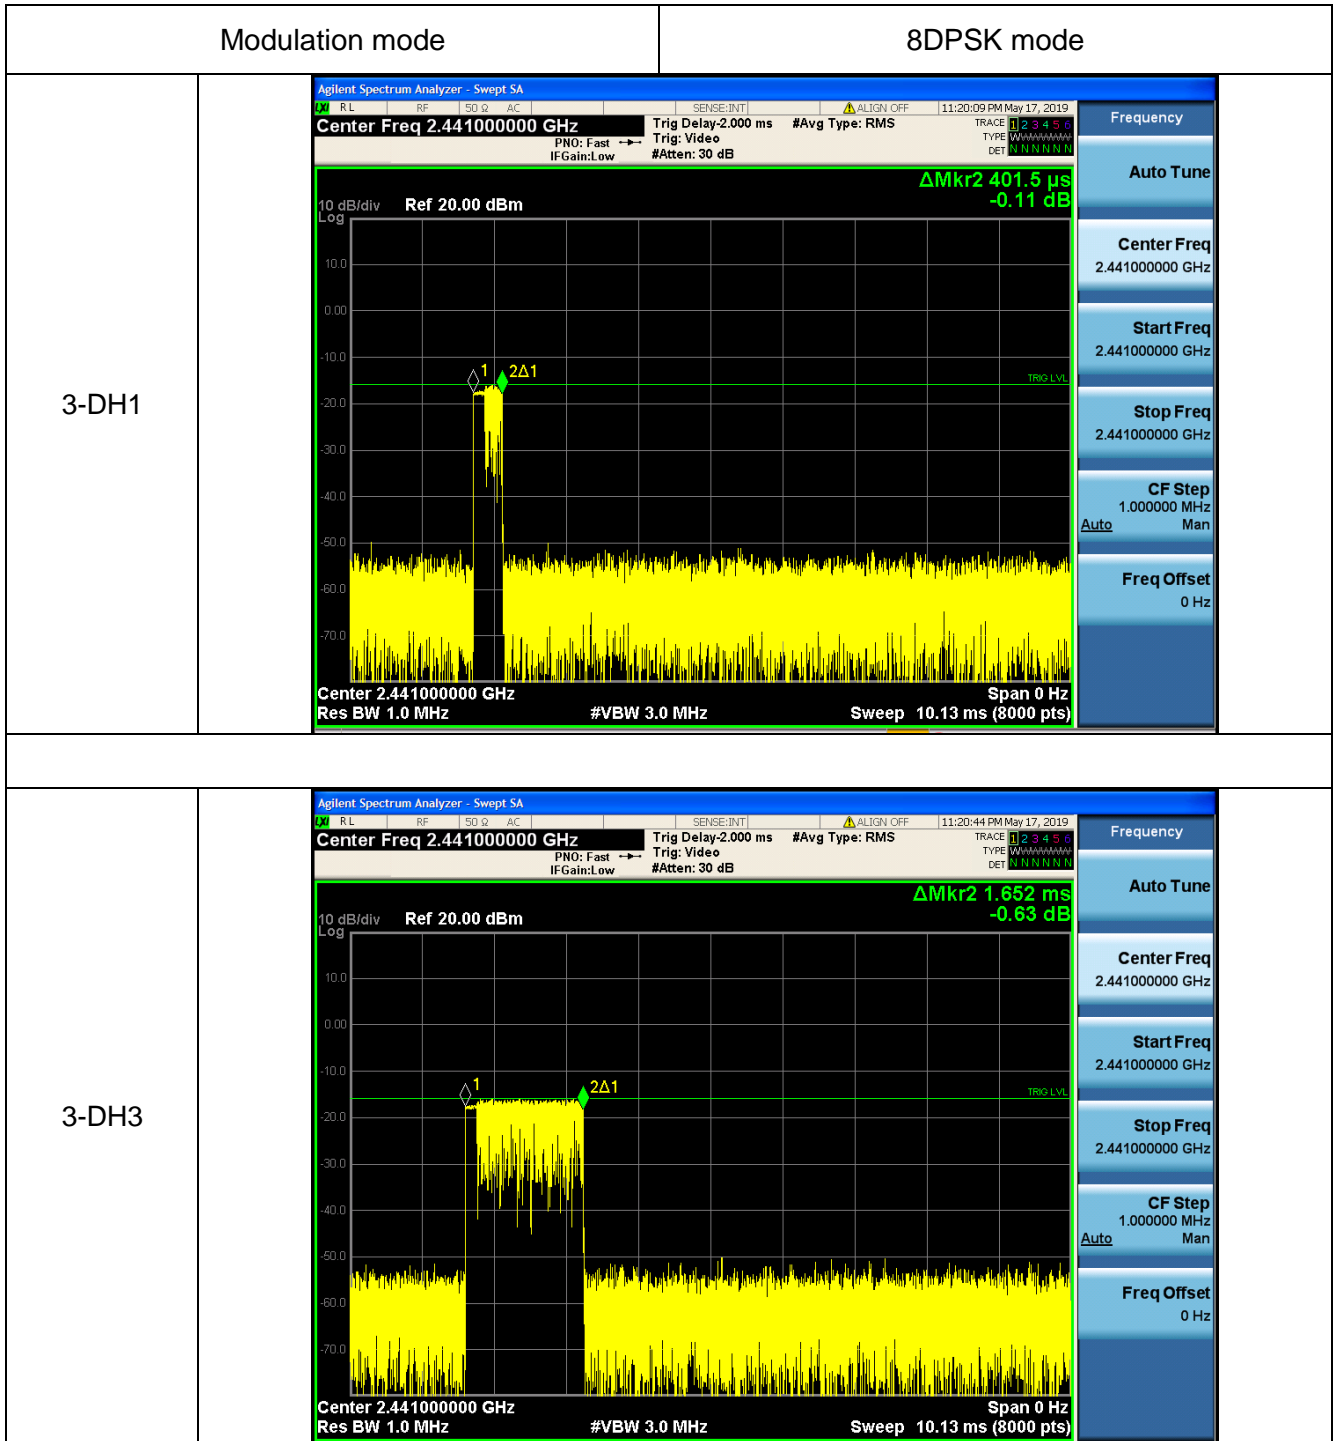 Modulation mode 8DPSK mode
3-DH1
Agilent Spectrum Analyzer - Swept SA
LXI RL RF 50 Ω AC SENSE:INT ALIGN OFF 11:20:09 PM May 17, 2019
Center Freq 2.441000000 GHz
PNO: Fast
IFGain:Low
Trig Delay-2.000 ms #Avg Type: RMS
Trig: Video
#Atten: 30 dB
TRACE 1 2 3 4 5 6
TYPE WWWWWW
DET N N N N N N
ΔMkr2 401.5 µs
-0.11 dB
10 dB/div Ref 20.00 dBm
Log
10.0
0.00
-10.0
1 2Δ1
TRIG LVL
-20.0
-30.0
-40.0
-50.0
-60.0
-70.0
Center 2.441000000 GHz Span 0 Hz
Res BW 1.0 MHz #VBW 3.0 MHz Sweep 10.13 ms (8000 pts)
Frequency
Auto Tune
Center Freq
2.441000000 GHz
Start Freq
2.441000000 GHz
Stop Freq
2.441000000 GHz
CF Step
1.000000 MHz
Auto Man
Freq Offset
0 Hz
3-DH3
Agilent Spectrum Analyzer - Swept SA
LXI RL RF 50 Ω AC SENSE:INT ALIGN OFF 11:20:44 PM May 17, 2019
Center Freq 2.441000000 GHz
PNO: Fast
IFGain:Low
Trig Delay-2.000 ms #Avg Type: RMS
Trig: Video
#Atten: 30 dB
TRACE 1 2 3 4 5 6
TYPE WWWWWW
DET N N N N N N
ΔMkr2 1.652 ms
-0.63 dB
10 dB/div Ref 20.00 dBm
Log
10.0
0.00
-10.0
1 2Δ1
TRIG LVL
-20.0
-30.0
-40.0
-50.0
-60.0
-70.0
Center 2.441000000 GHz Span 0 Hz
Res BW 1.0 MHz #VBW 3.0 MHz Sweep 10.13 ms (8000 pts)
Frequency
Auto Tune
Center Freq
2.441000000 GHz
Start Freq
2.441000000 GHz
Stop Freq
2.441000000 GHz
CF Step
1.000000 MHz
Auto Man
Freq Offset
0 Hz